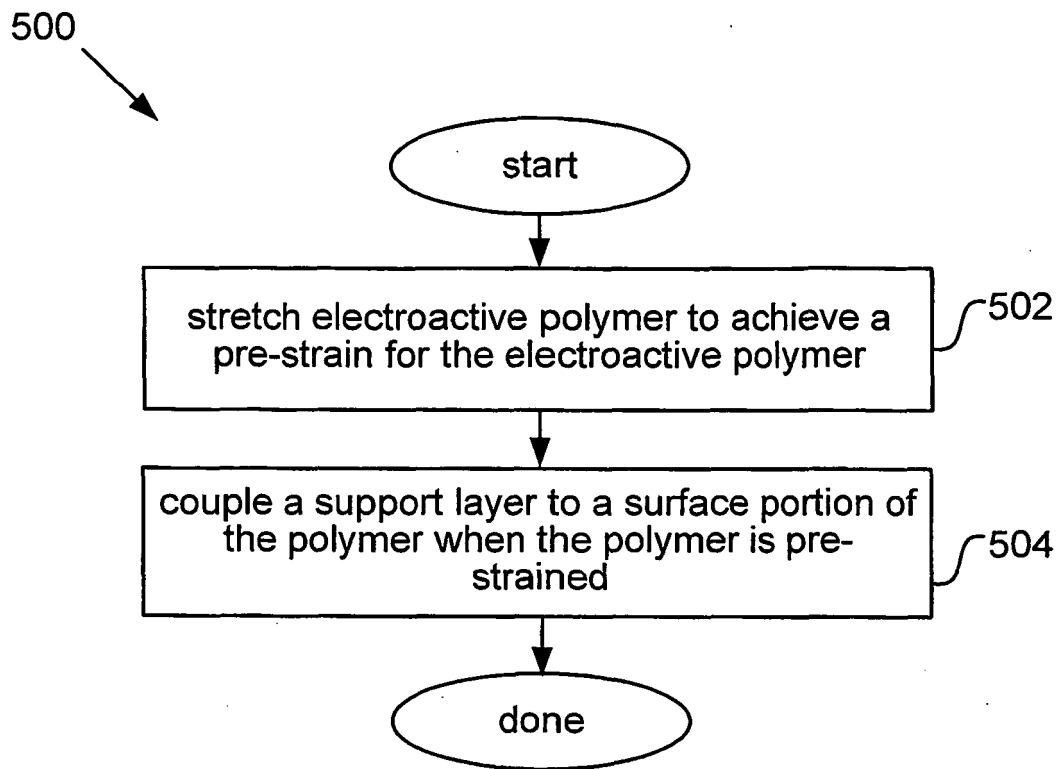 500
start
stretch electroactive polymer to achieve a
pre-strain for the electroactive polymer
502
couple a support layer to a surface portion of
the polymer when the polymer is pre-
strained
504
done